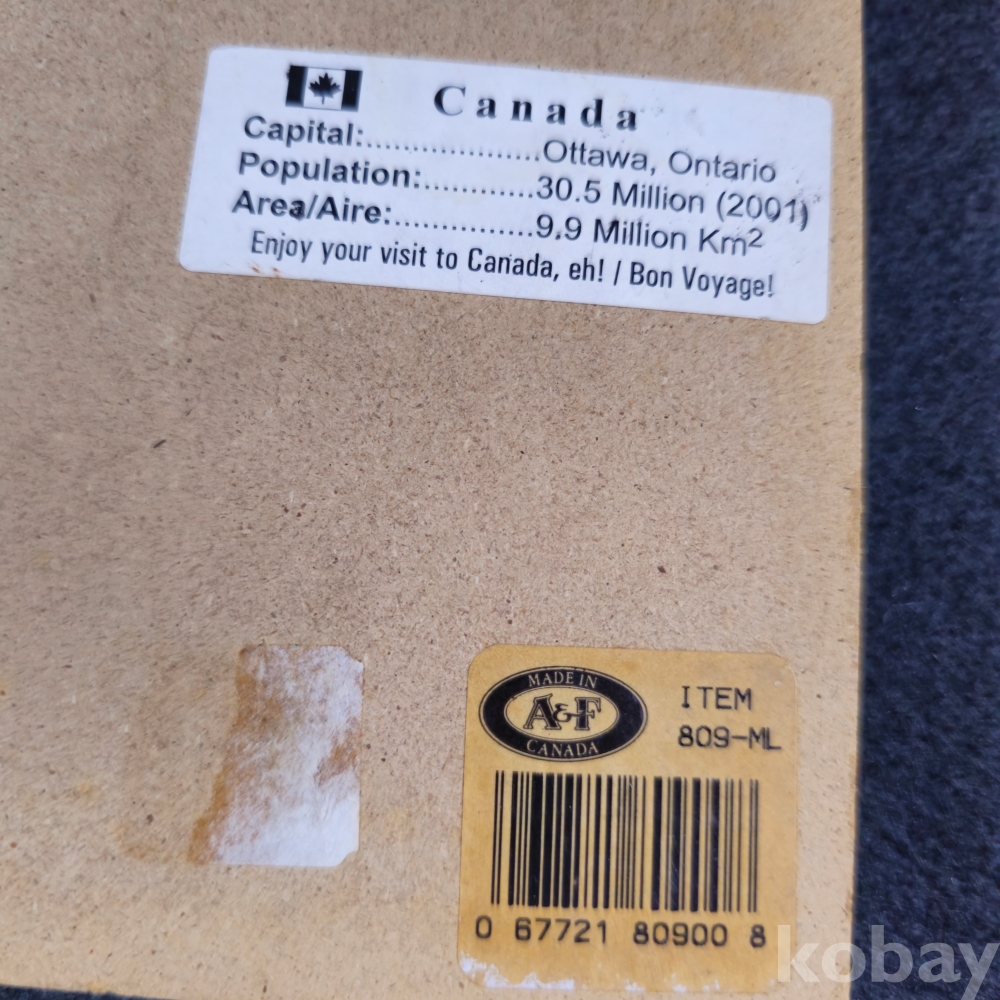 Canada
Capital:....................Ottawa, Ontario
Population:............30.5 Million (2001)
Area/Aire:...............9.9 Million Km²
Enjoy your visit to Canada, eh! / Bon Voyage!
MADE IN
A&F
CANADA
ITEM
809-ML
0 67721 80900 8
kobay